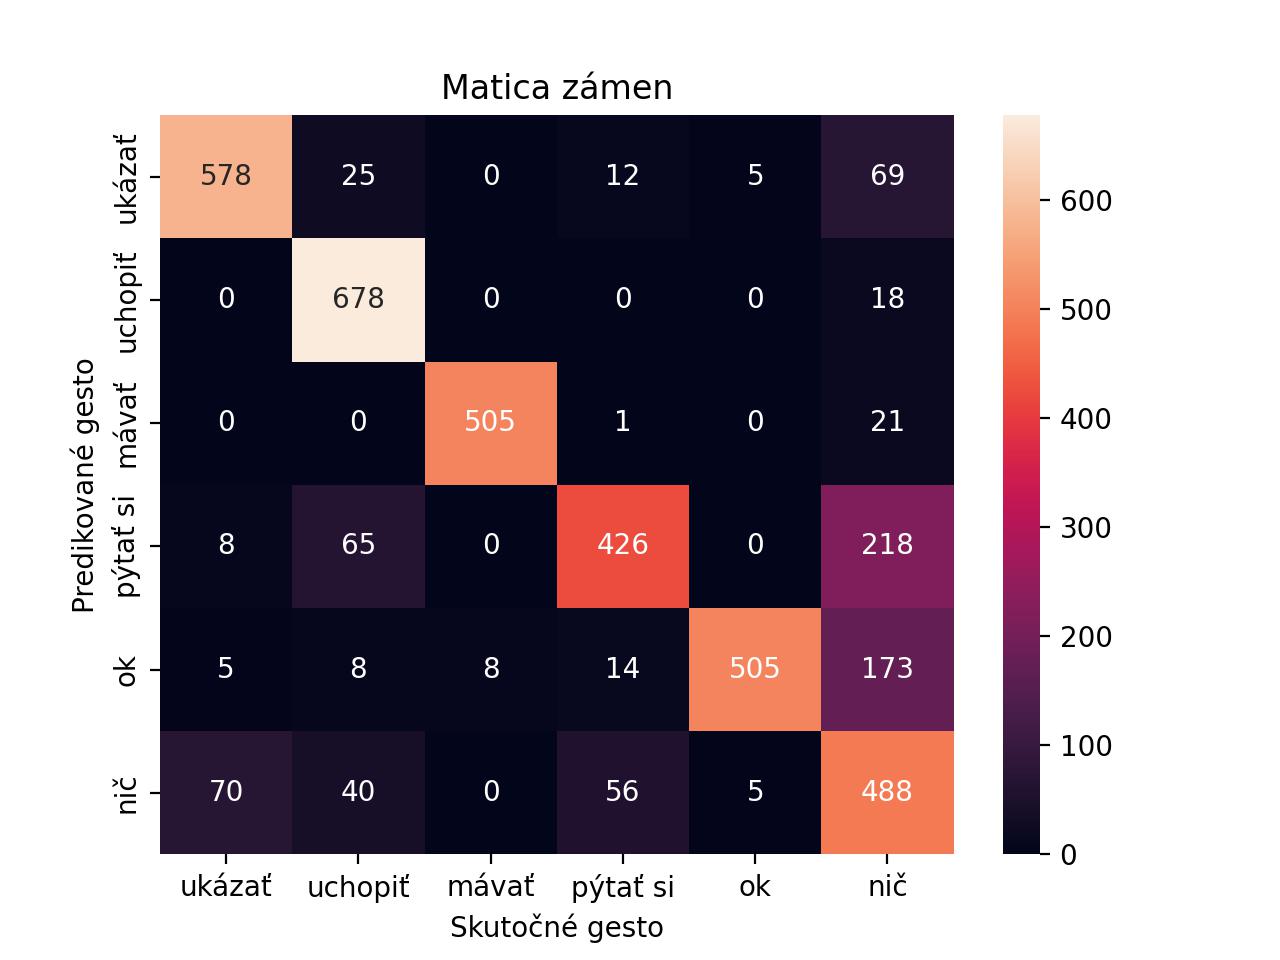 Matica zámen
ukázať 578 25 0 12 5 69
uchopiť 0 678 0 0 0 18
mávať 0 0 505 1 0 21
pýtať si 8 65 0 426 0 218
ok 5 8 8 14 505 173
nič 70 40 0 56 5 488
ukázať uchopiť mávať pýtať si ok nič
Skutočné gesto
Predikované gesto
600
500
400
300
200
100
0